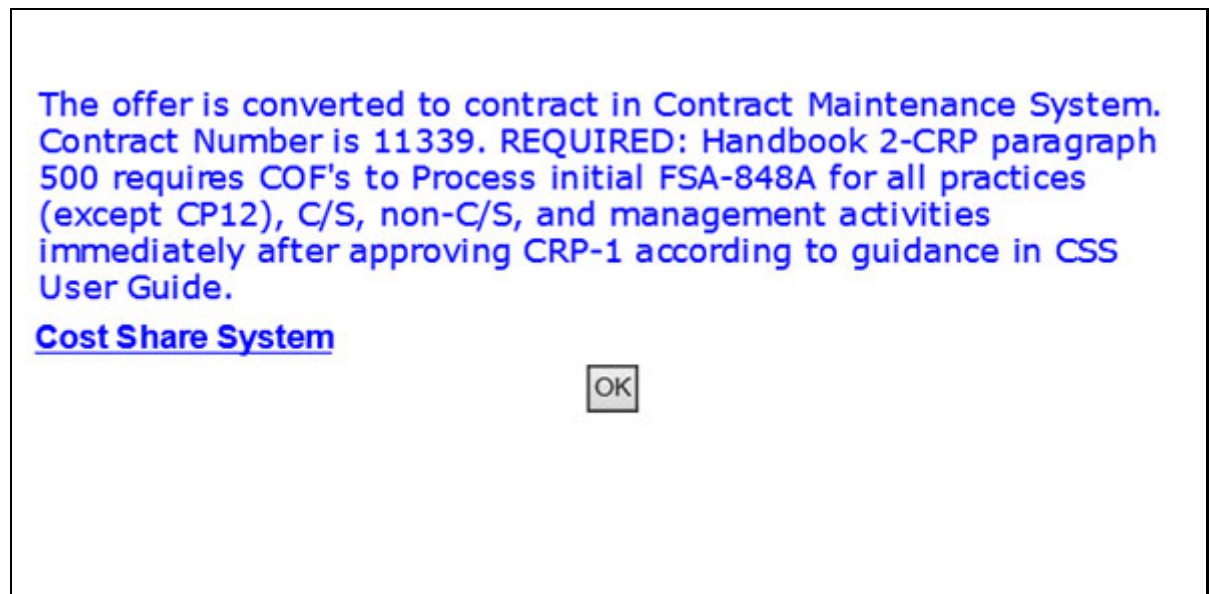 The offer is converted to contract in Contract Maintenance System.
Contract Number is 11339. REQUIRED: Handbook 2-CRP paragraph
500 requires COF's to Process initial FSA-848A for all practices
(except CP12), C/S, non-C/S, and management activities
immediately after approving CRP-1 according to guidance in CSS
User Guide.
Cost Share System
OK